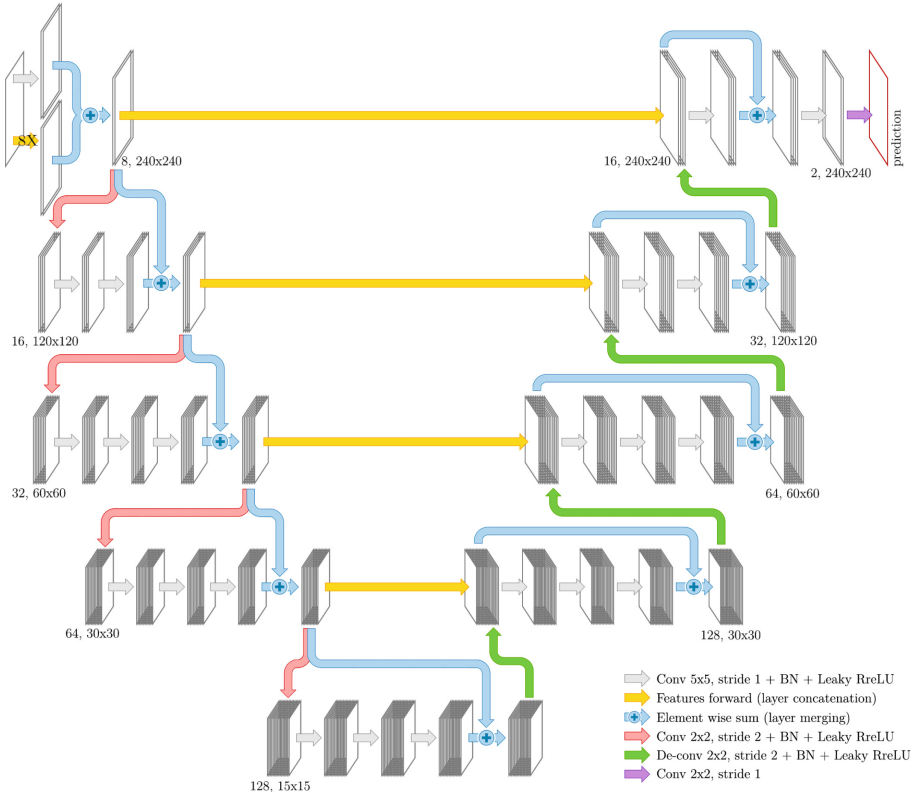 8X
8, 240x240
16, 240x240
2, 240x240
prediction
16, 120x120
32, 120x120
32, 60x60
64, 60x60
64, 30x30
128, 30x30
128, 15x15
Conv 5x5, stride 1 + BN + Leaky RreLU
Features forward (layer concatenation)
Element wise sum (layer merging)
Conv 2x2, stride 2 + BN + Leaky RreLU
De-conv 2x2, stride 2 + BN + Leaky RreLU
Conv 2x2, stride 1